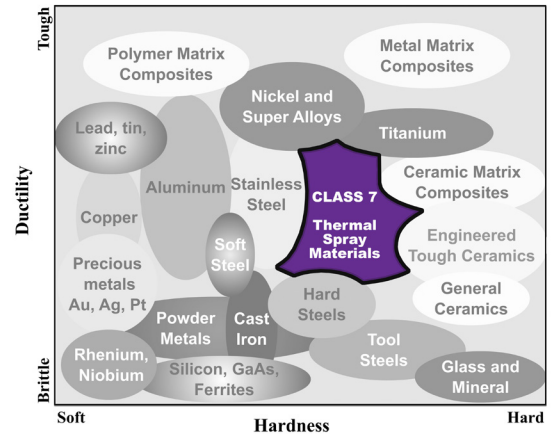 Tough
Ductility
Brittle
Polymer Matrix
Composites
Metal Matrix
Composites
Nickel and
Super Alloys
Lead, tin,
zinc
Titanium
Aluminum
Stainless
Steel
CLASS 7
Thermal
Spray
Materials
Ceramic Matrix
Composites
Copper
Soft
Steel
Engineered
Tough Ceramics
Precious
metals
Au, Ag, Pt
Hard
Steels
General
Ceramics
Powder
Metals
Cast
Iron
Tool
Steels
Rhenium,
Niobium
Silicon, GaAs,
Ferrites
Glass and
Mineral
Soft
Hardness
Hard